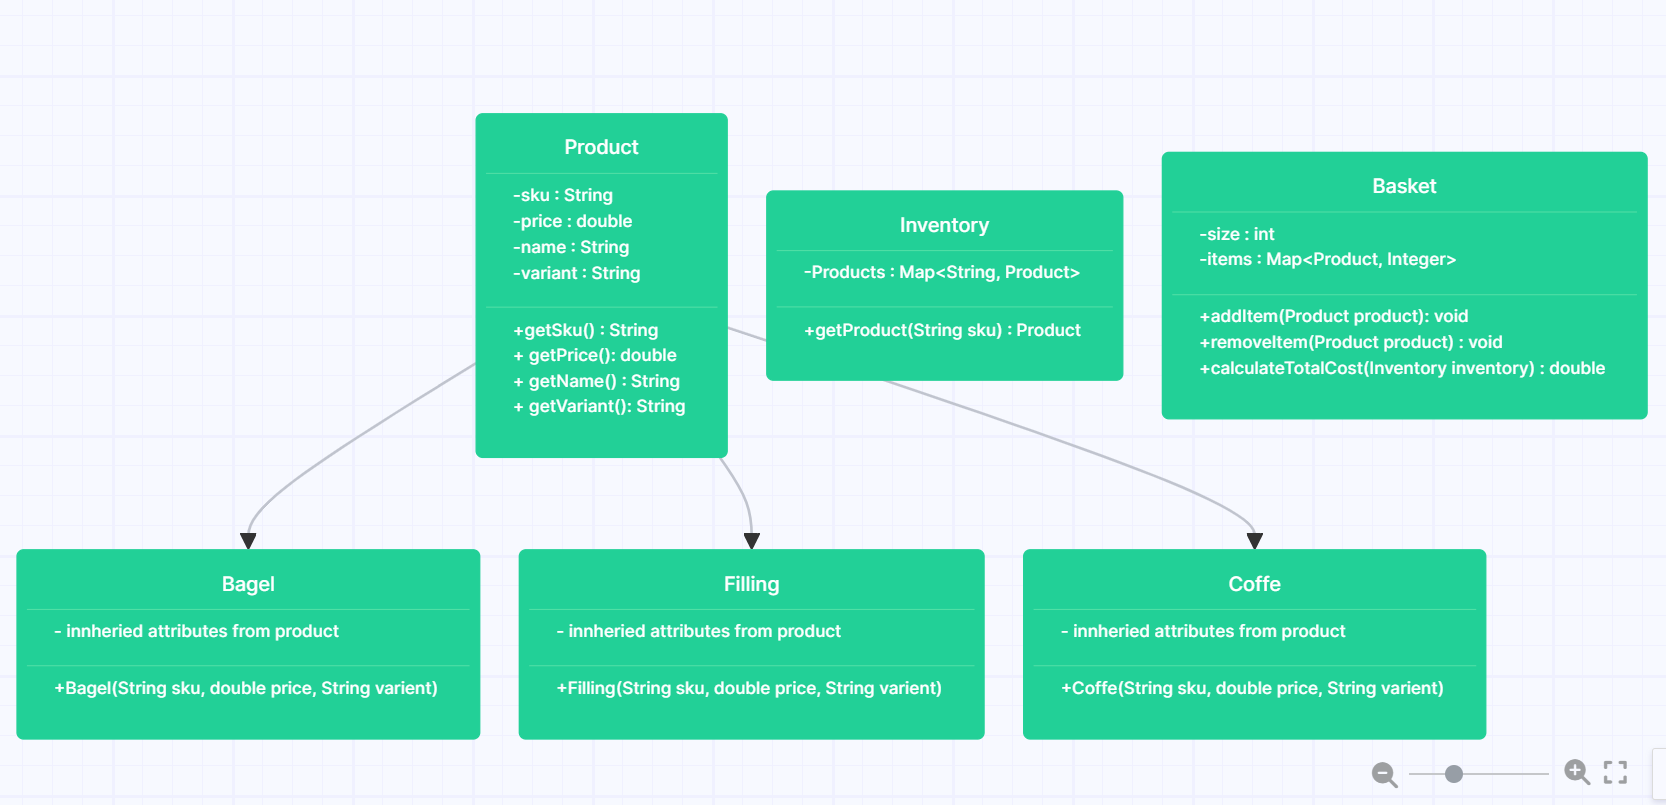 Product
-sku : String
-price : double
-name : String
-variant : String
+getSku() : String
+ getPrice(): double
+ getName() : String
+ getVariant(): String
Inventory
-Products : Map<String, Product>
+getProduct(String sku) : Product
Basket
-size : int
-items : Map<Product, Integer>
+addItem(Product product): void
+removeItem(Product product) : void
+calculateTotalCost(Inventory inventory) : double
Bagel
- innheried attributes from product
+Bagel(String sku, double price, String varient)
Filling
- innheried attributes from product
+Filling(String sku, double price, String varient)
Coffe
- innheried attributes from product
+Coffe(String sku, double price, String varient)